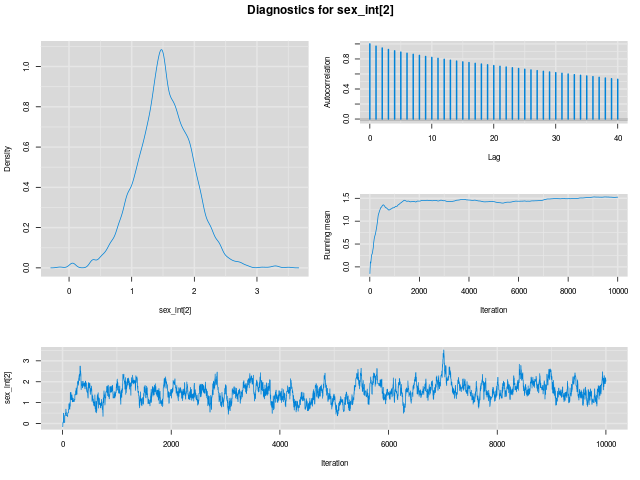 Diagnostics for sex_int[2]
Density
0.0 0.2 0.4 0.6 0.8 1.0
0 1 2 3
sex_int[2]
Autocorrelation
0.0 0.4 0.8
0 10 20 30 40
Lag
Running mean
0.0 0.5 1.0 1.5
0 2000 4000 6000 8000 10000
Iteration
sex_int[2]
0 1 2 3
0 2000 4000 6000 8000 10000
Iteration